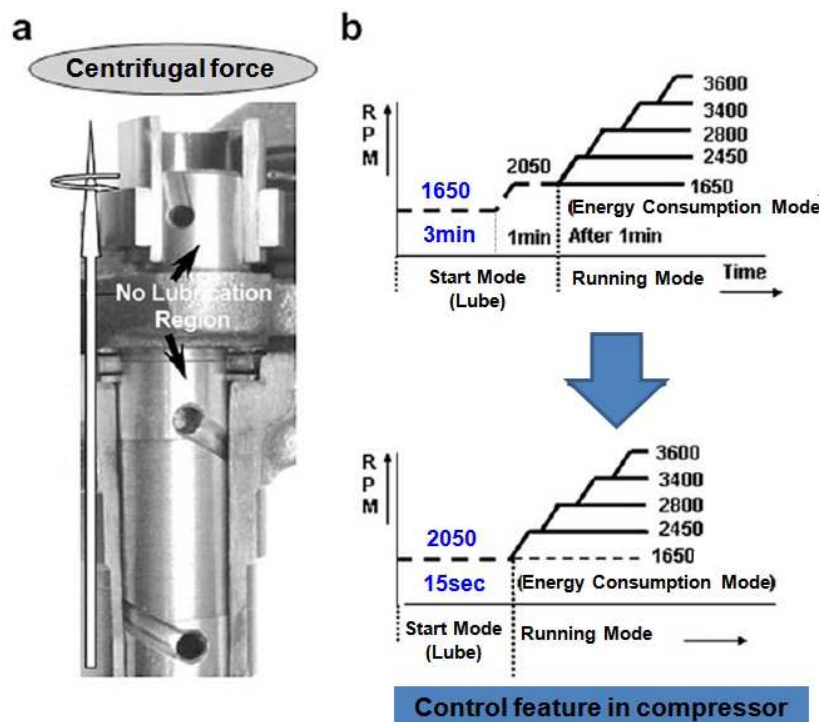 a
Centrifugal force
No Lubrication
Region
b
RPM
3600
3400
2800
2450
2050
1650
1650
(Energy Consumption Mode)
3min
1min
After 1min
Start Mode
(Lube)
Running Mode
Time
RPM
3600
3400
2800
2450
2050
1650
15sec
(Energy Consumption Mode)
Start Mode
(Lube)
Running Mode
Control feature in compressor